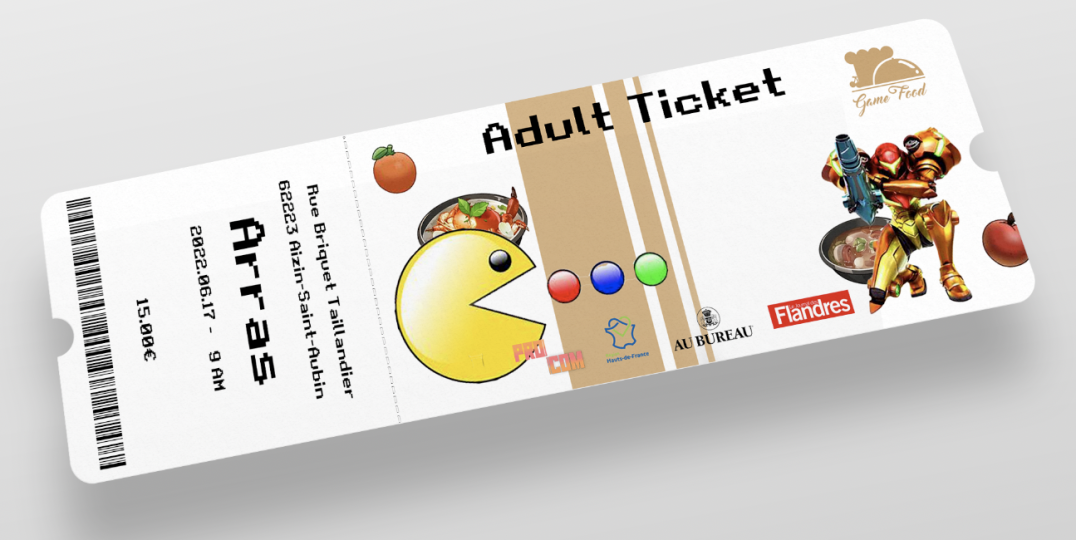 Adult Ticket
Game Food
Rue Briquet Taillandier
62223 Aizin-Saint-Aubin
Arras
2022.06.17 - 9 AM
15.00€
PRO
COM
Hauts-de-France
AU BUREAU
Flandres